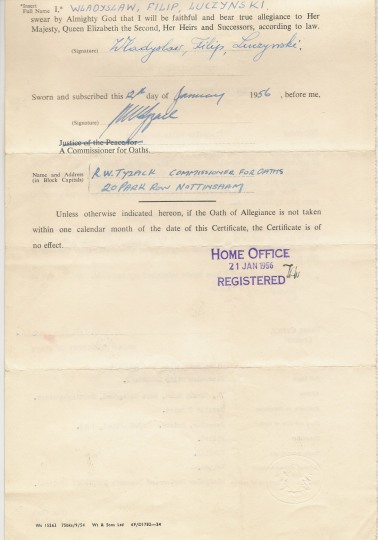 *Insert
Full Name I,* WLADYSLAW, FILIP, LUCZYNSKI.
swear by Almighty God that I will be faithful and bear true allegiance to Her
Majesty, Queen Elizabeth the Second, Her Heirs and Successors, according to law.
(Signature) Wladyslaw, Filip, Luczynski,
Sworn and subscribed this 2nd day of January 1956 , before me,
(Signature)
Justice of the Peace/or
A Commissioner for Oaths.
Name and Address (in Block Capitals) R.W. TYZACK COMMISSIONER FOR OATHS
20 PARK ROW NOTTINGHAM
Unless otherwise indicated hereon, if the Oath of Allegiance is not taken
within one calendar month of the date of this Certificate, the Certificate is of
no effect.
HOME OFFICE
21 JAN 1956
REGISTERED